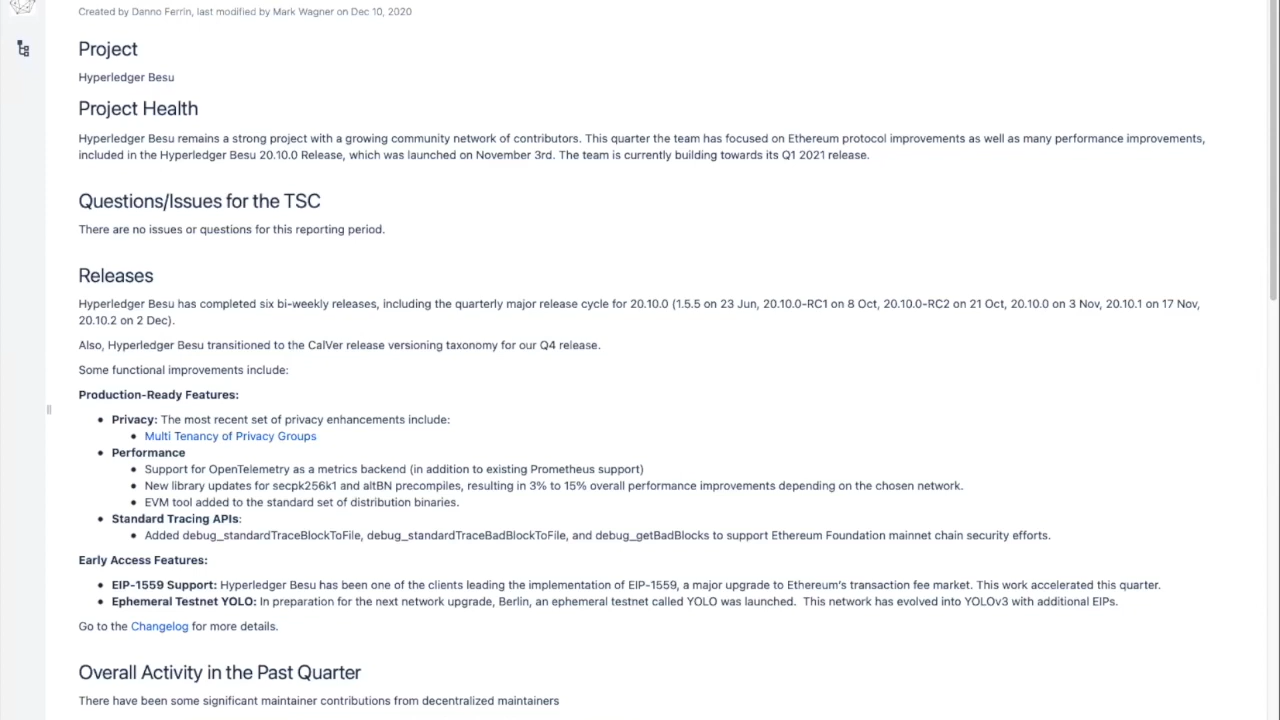 Created by Danno Ferrin, last modified by Mark Wagner on Dec 10, 2020
Project
Hyperledger Besu
Project Health
Hyperledger Besu remains a strong project with a growing community network of contributors. This quarter the team has focused on Ethereum protocol improvements as well as many performance improvements,
included in the Hyperledger Besu 20.10.0 Release, which was launched on November 3rd. The team is currently building towards its Q1 2021 release.
Questions/Issues for the TSC
There are no issues or questions for this reporting period.
Releases
Hyperledger Besu has completed six bi-weekly releases, including the quarterly major release cycle for 20.10.0 (1.5.5 on 23 Jun, 20.10.0-RC1 on 8 Oct, 20.10.0-RC2 on 21 Oct, 20.10.0 on 3 Nov, 20.10.1 on 17 Nov,
20.10.2 on 2 Dec).
Also, Hyperledger Besu transitioned to the CalVer release versioning taxonomy for our Q4 release.
Some functional improvements include:
Production-Ready Features:
• Privacy: The most recent set of privacy enhancements include:
• Multi Tenancy of Privacy Groups
• Performance
• Support for OpenTelemetry as a metrics backend (in addition to existing Prometheus support)
• New library updates for secpk256k1 and altBN precompiles, resulting in 3% to 15% overall performance improvements depending on the chosen network.
• EVM tool added to the standard set of distribution binaries.
• Standard Tracing APIs:
• Added debug_standardTraceBlockToFile, debug_standardTraceBadBlockToFile, and debug_getBadBlocks to support Ethereum Foundation mainnet chain security efforts.
Early Access Features:
• EIP-1559 Support: Hyperledger Besu has been one of the clients leading the implementation of EIP-1559, a major upgrade to Ethereum's transaction fee market. This work accelerated this quarter.
• Ephemeral Testnet YOLO: In preparation for the next network upgrade, Berlin, an ephemeral testnet called YOLO was launched. This network has evolved into YOLOv3 with additional EIPs.
Go to the Changelog for more details.
Overall Activity in the Past Quarter
There have been some significant maintainer contributions from decentralized maintainers